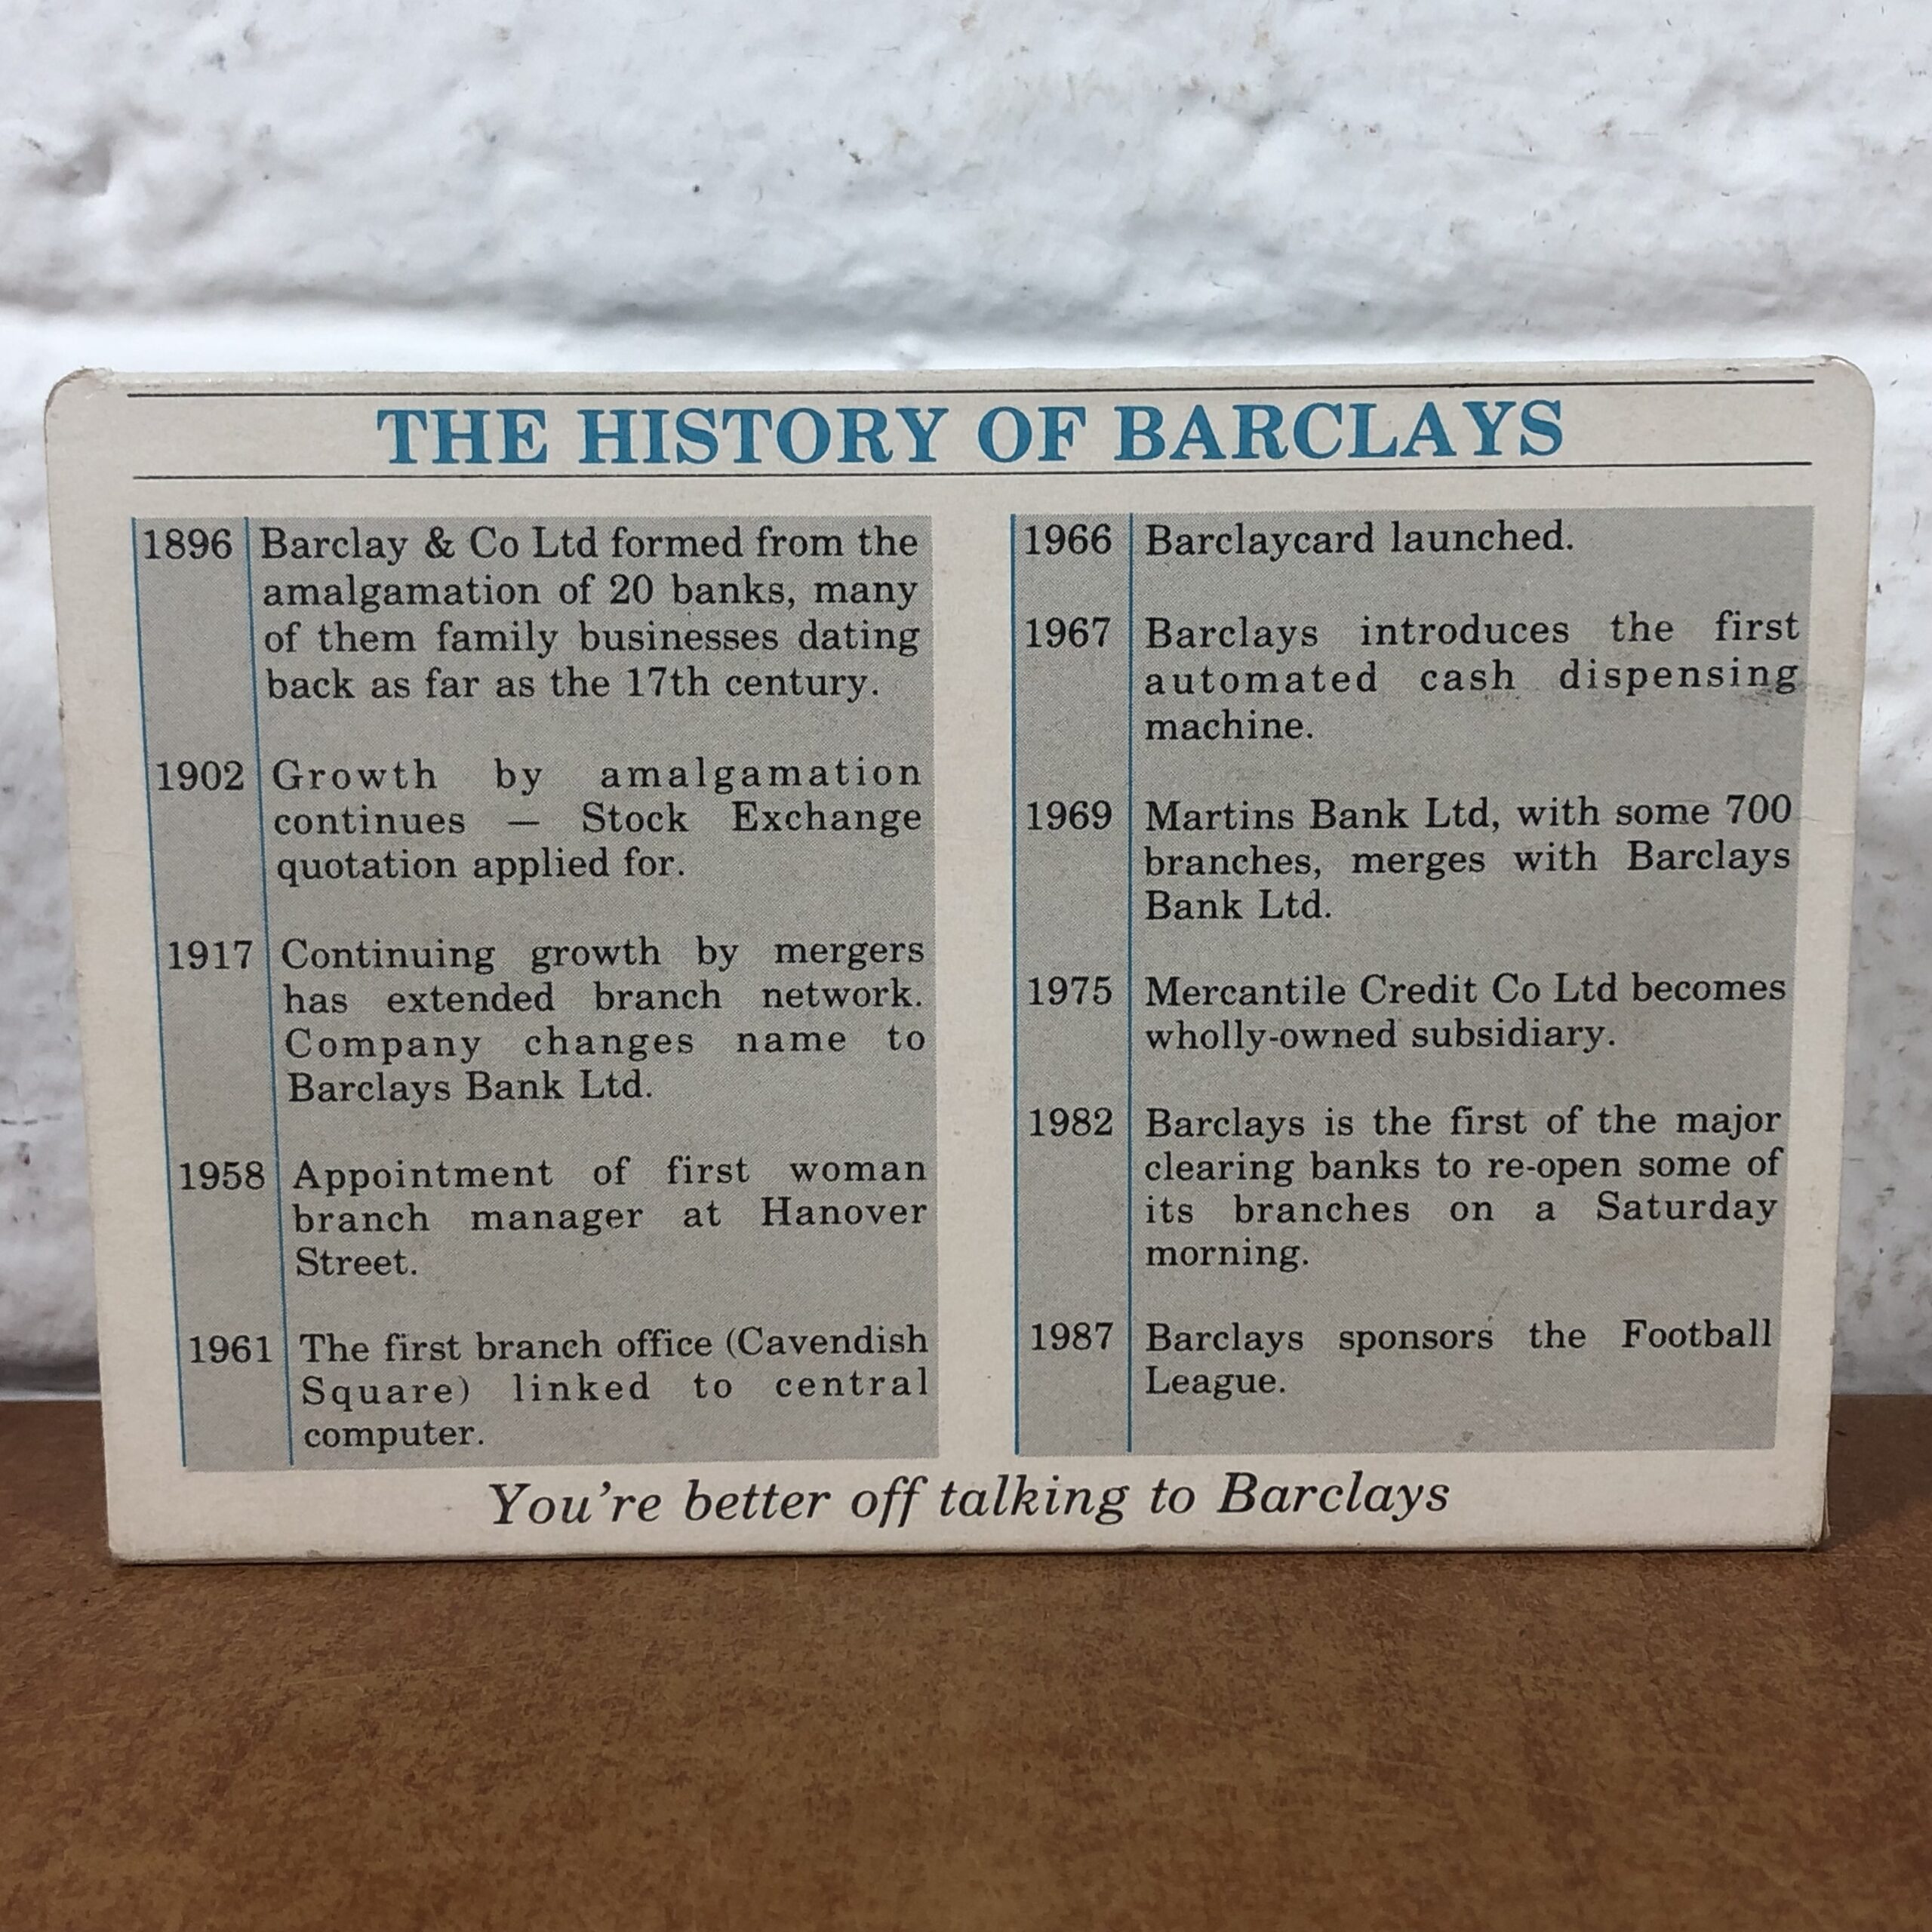 THE HISTORY OF BARCLAYS
1896 Barclay & Co Ltd formed from the
amalgamation of 20 banks, many
of them family businesses dating
back as far as the 17th century.
1902 Growth by amalgamation
continues — Stock Exchange
quotation applied for.
1917 Continuing growth by mergers
has extended branch network.
Company changes name to
Barclays Bank Ltd.
1958 Appointment of first woman
branch manager at Hanover
Street.
1961 The first branch office (Cavendish
Square) linked to central
computer.
1966 Barclaycard launched.
1967 Barclays introduces the first
automated cash dispensing
machine.
1969 Martins Bank Ltd, with some 700
branches, merges with Barclays
Bank Ltd.
1975 Mercantile Credit Co Ltd becomes
wholly-owned subsidiary.
1982 Barclays is the first of the major
clearing banks to re-open some of
its branches on a Saturday
morning.
1987 Barclays sponsors the Football
League.
You're better off talking to Barclays